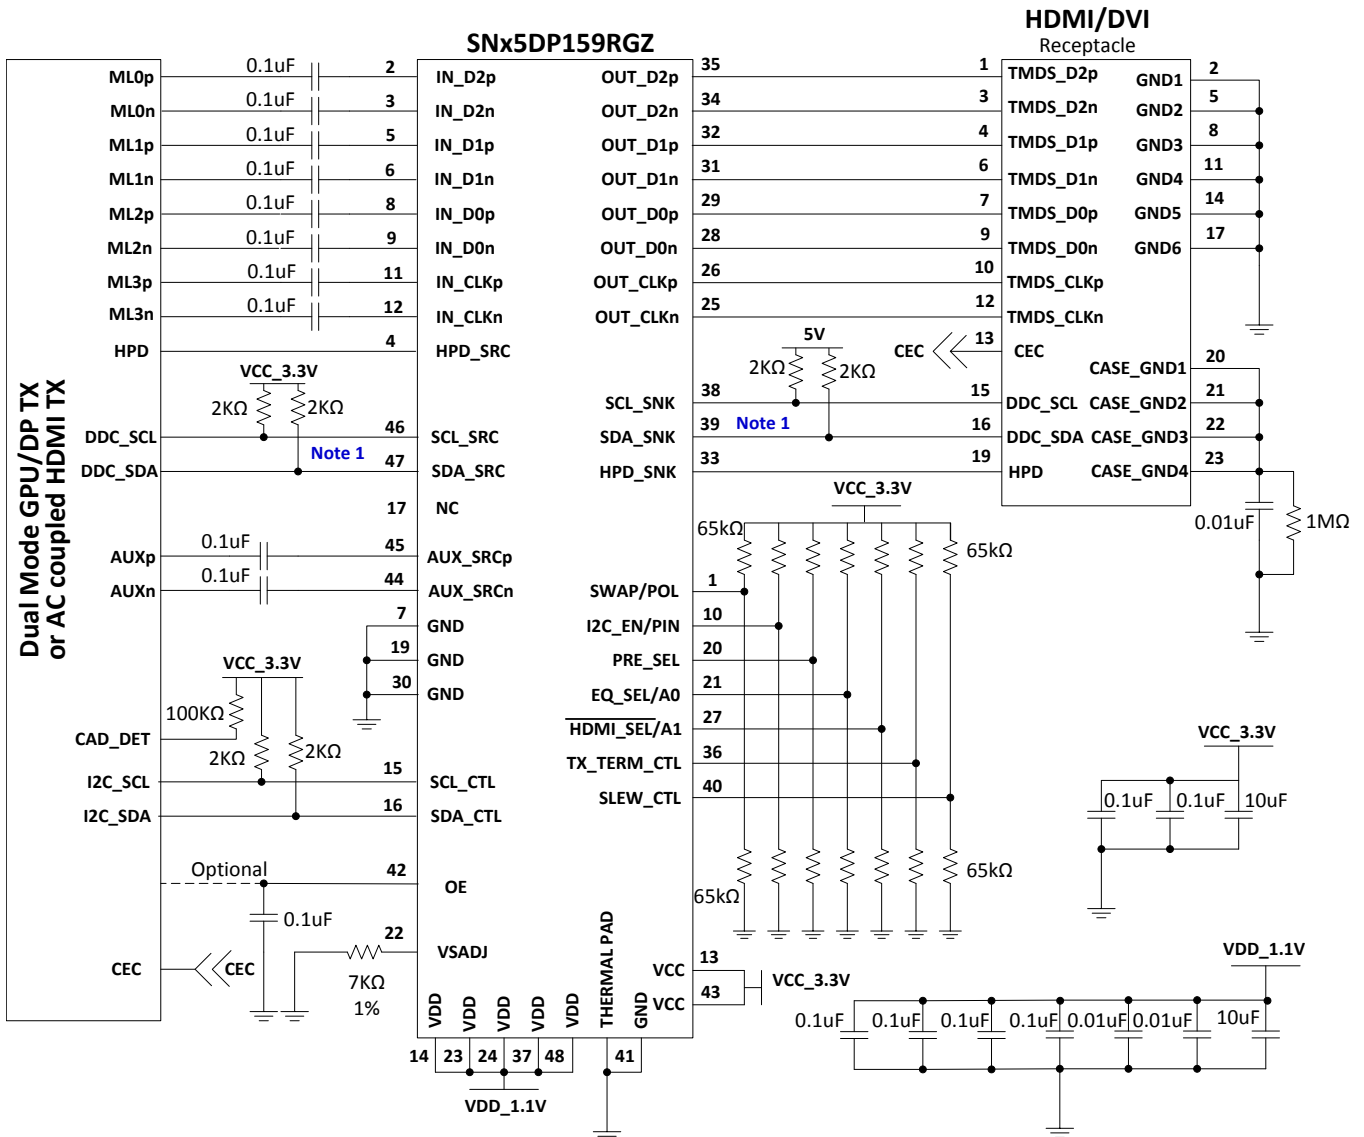 HDMI/DVI
Receptacle
SNx5DP159RGZ
Dual Mode GPU/DP TX
or AC coupled HDMI TX
ML0p 0.1uF 2 IN_D2p OUT_D2p 35 1 TMDS_D2p GND1 2
ML0n 0.1uF 3 IN_D2n OUT_D2n 34 3 TMDS_D2n GND2 5
ML1p 0.1uF 5 IN_D1p OUT_D1p 32 4 TMDS_D1p GND3 8
ML1n 0.1uF 6 IN_D1n OUT_D1n 31 6 TMDS_D1n GND4 11
ML2p 0.1uF 8 IN_D0p OUT_D0p 29 7 TMDS_D0p GND5 14
ML2n 0.1uF 9 IN_D0n OUT_D0n 28 9 TMDS_D0n GND6 17
ML3p 0.1uF 11 IN_CLKp OUT_CLKp 26 10 TMDS_CLKp
ML3n 0.1uF 12 IN_CLKn OUT_CLKn 25 12 TMDS_CLKn
HPD 4 HPD_SRC 5V CEC 13 CEC
VCC_3.3V 2KΩ 2KΩ CASE_GND1 20
2KΩ 2KΩ SCL_SNK 38 15 DDC_SCL CASE_GND2 21
DDC_SCL 46 SCL_SRC SDA_SNK 39 Note 1 16 DDC_SDA CASE_GND3 22
DDC_SDA Note 1 47 SDA_SRC HPD_SNK 33 19 HPD CASE_GND4 23
VCC_3.3V
17 NC 65kΩ 0.01uF 1MΩ
AUXp 0.1uF 45 AUX_SRCp 65kΩ
AUXn 0.1uF 44 AUX_SRCn SWAP/POL 1
7 GND I2C_EN/PIN 10
19 GND PRE_SEL 20
VCC_3.3V
30 GND EQ_SEL/A0 21
100KΩ HDMI_SEL/A1 27
CAD_DET VCC_3.3V
2KΩ 2KΩ TX_TERM_CTL 36
I2C_SCL 15 SCL_CTL SLEW_CTL 40
0.1uF 0.1uF 10uF
I2C_SDA 16 SDA_CTL
Optional 42 OE 65kΩ 65kΩ
0.1uF
22 VSADJ
CEC CEC 7KΩ
1%
VCC 13
VCC 43
VCC_3.3V
VDD_1.1V
VDD VDD VDD VDD VDD THERMAL PAD GND
0.1uF 0.1uF 0.1uF 0.1uF 0.01uF 0.01uF 10uF
14 23 24 37 48 41
VDD_1.1V